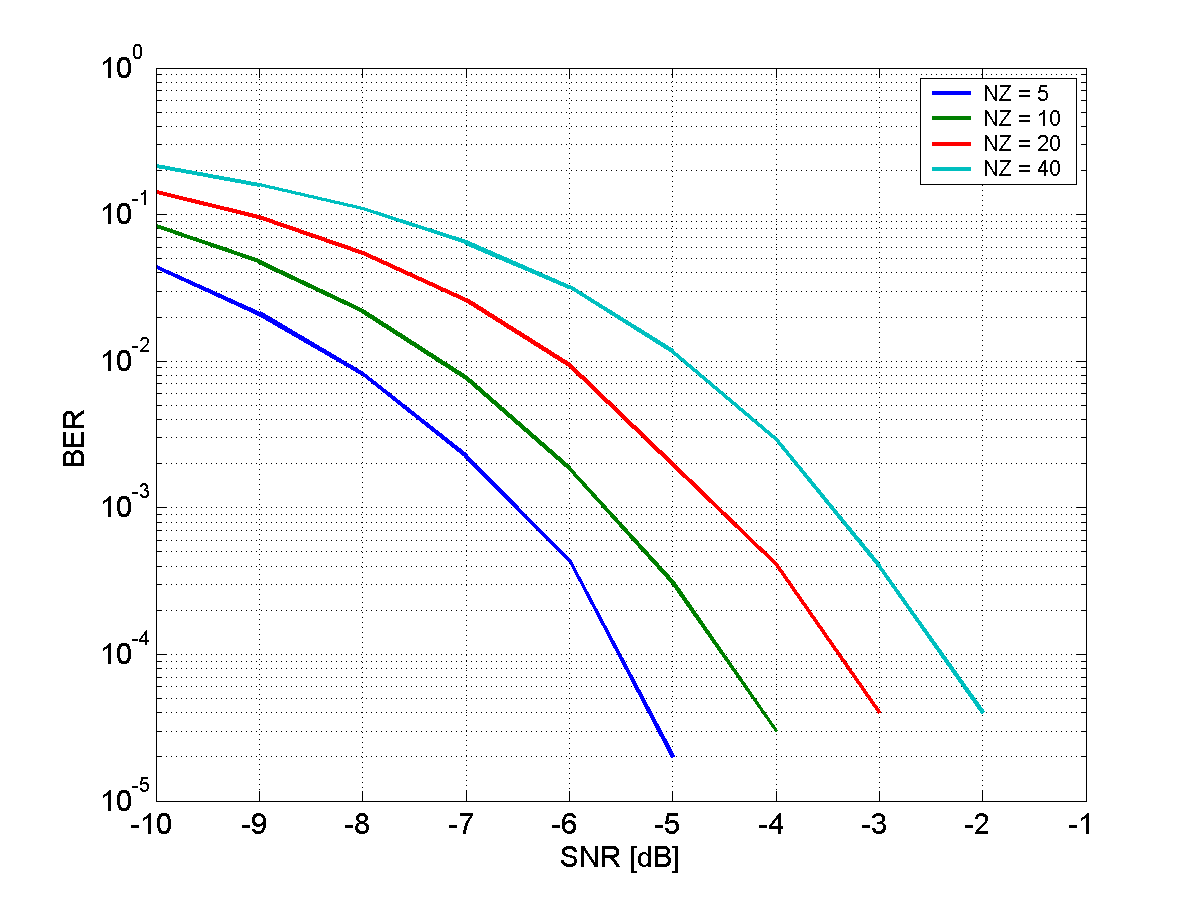 10^0
10^-1
10^-2
10^-3
10^-4
10^-5
BER
-10 -9 -8 -7 -6 -5 -4 -3 -2 -1
SNR [dB]
NZ = 5
NZ = 10
NZ = 20
NZ = 40